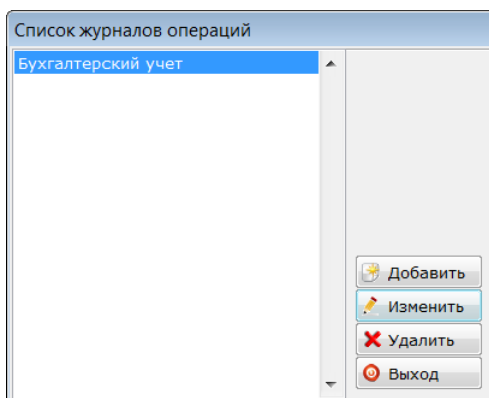 Список журналов операций
Бухгалтерский учет
Добавить
Изменить
Удалить
Выход